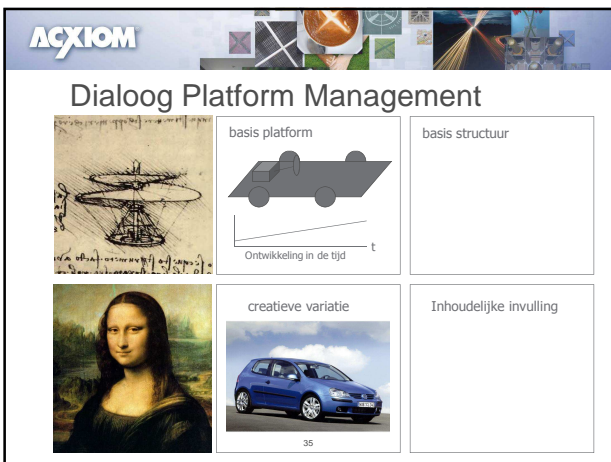 ACXIOM
Dialoog Platform Management
basis platform
basis structuur
t
Ontwikkeling in de tijd
creatieve variatie
Inhoudelijke invulling
35